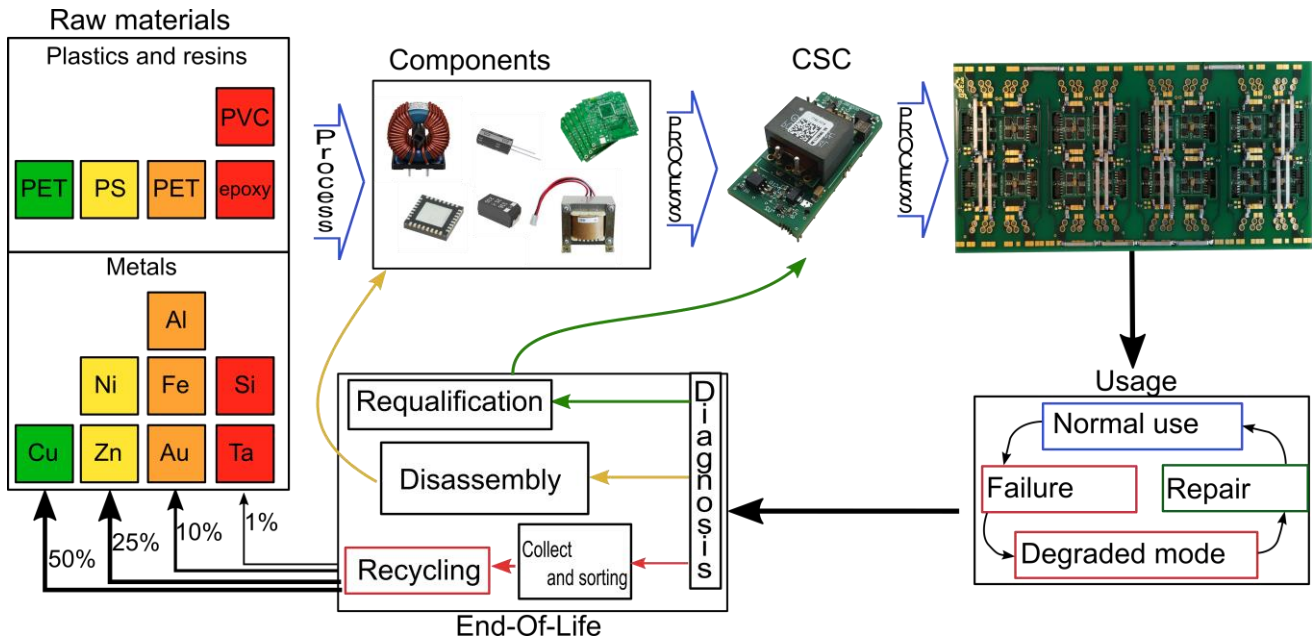 Raw materials
Plastics and resins
PVC
PET
PS
PET
epoxy
Metals
Al
Ni
Fe
Si
Cu
Zn
Au
Ta
50%
25%
10%
1%
Process
Components
PROCESS
CSC
PROCESS
Usage
Normal use
Failure
Repair
Degraded mode
Diagnosis
Requalification
Disassembly
Collect
and sorting
Recycling
End-Of-Life